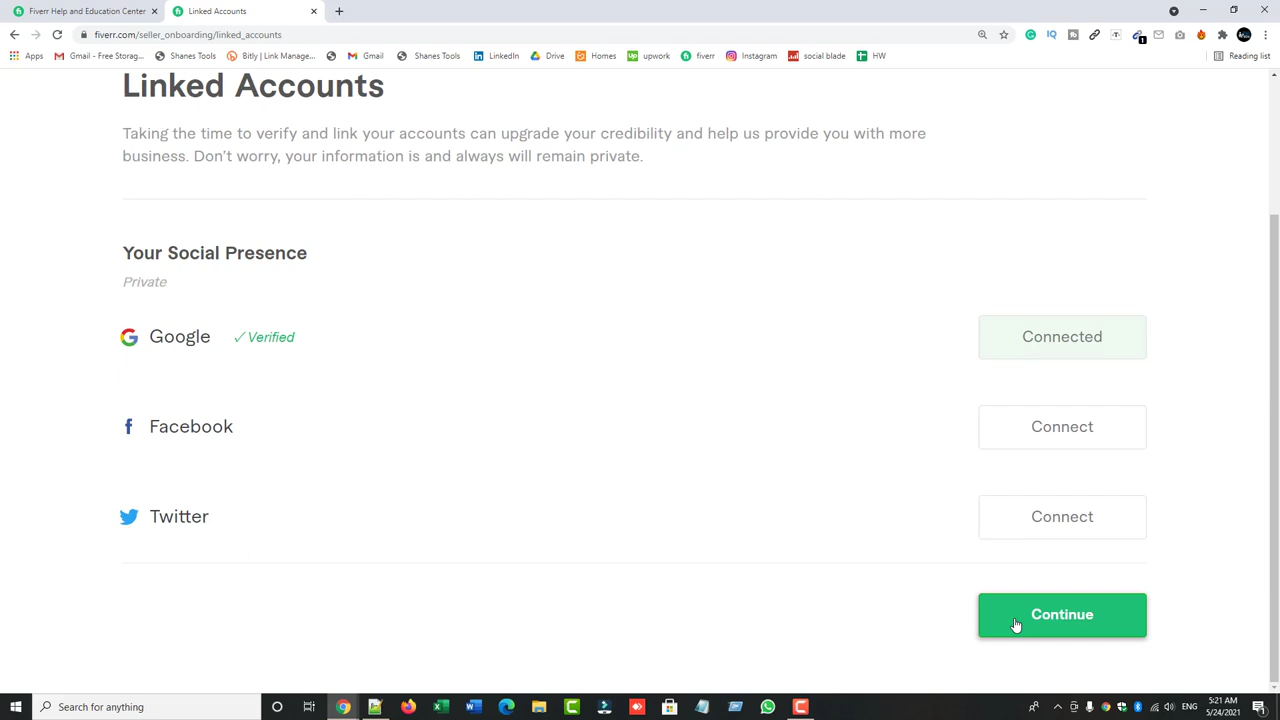 Fiverr Help and Education Center
Linked Accounts
fiverr.com/seller_onboarding/linked_accounts
Apps
Gmail - Free Storag...
Shanes Tools
Bitly | Link Manage...
Gmail
Shanes Tools
LinkedIn
Drive
Homes
upwork
fiverr
Instagram
social blade
HW
Reading list
Linked Accounts
Taking the time to verify and link your accounts can upgrade your credibility and help us provide you with more
business. Don't worry, your information is and always will remain private.
Your Social Presence
Private
Google ✓Verified Connected
Facebook Connect
Twitter Connect
Continue
Search for anything
5:21 AM
5/24/2021